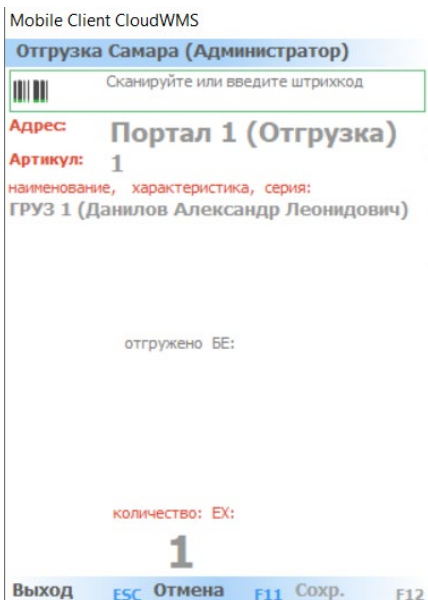 Mobile Client CloudWMS
Отгрузка Самара (Администратор)
Сканируйте или введите штрихкод
Адрес: Портал 1 (Отгрузка)
Артикул: 1
наименование, характеристика, серия:
ГРУЗ 1 (Данилов Александр Леонидович)
отгружено БЕ:
количество: EX:
1
Выход ESC Отмена F11 Сохр. F12